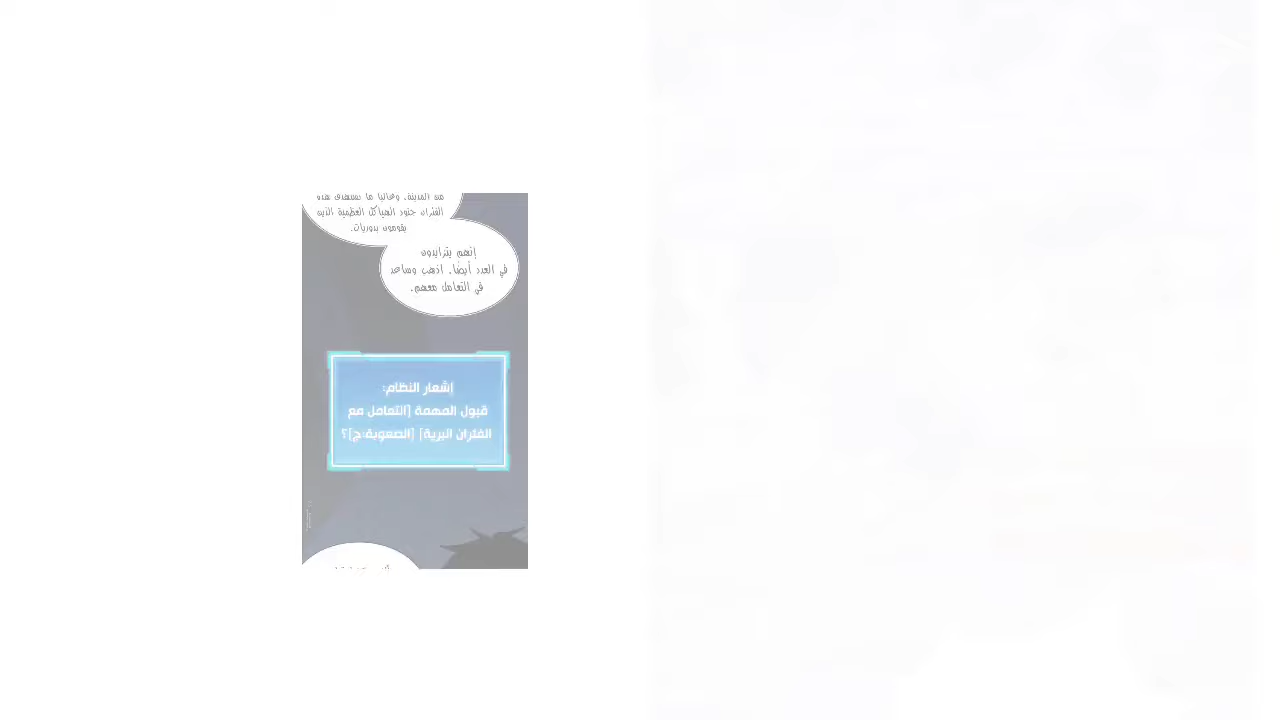 من المدينة. وغالبا ما تستهدف هذه
الفئران جنود الهياكل العظمية الذين
يقومون بدوريات.
إنهم يتزايدون
في العدد أيضًا. اذهب وساعد
في التعامل معهم.
إشعار النظام:
قبول المهمة [التعامل مع
الفئران البرية] [الصعوبة:ج]؟